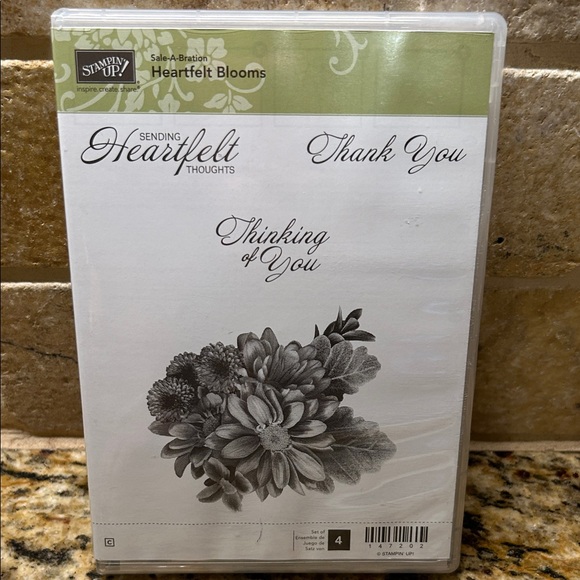 STAMPIN' UP!
inspire.create.share.
Sale-A-Bration
Heartfelt Blooms
SENDING
Heartfelt
THOUGHTS
Thank You
Thinking
of You
Set of
Ensemble de
Juego de
Satz von
4
147202
© STAMPIN' UP!
C